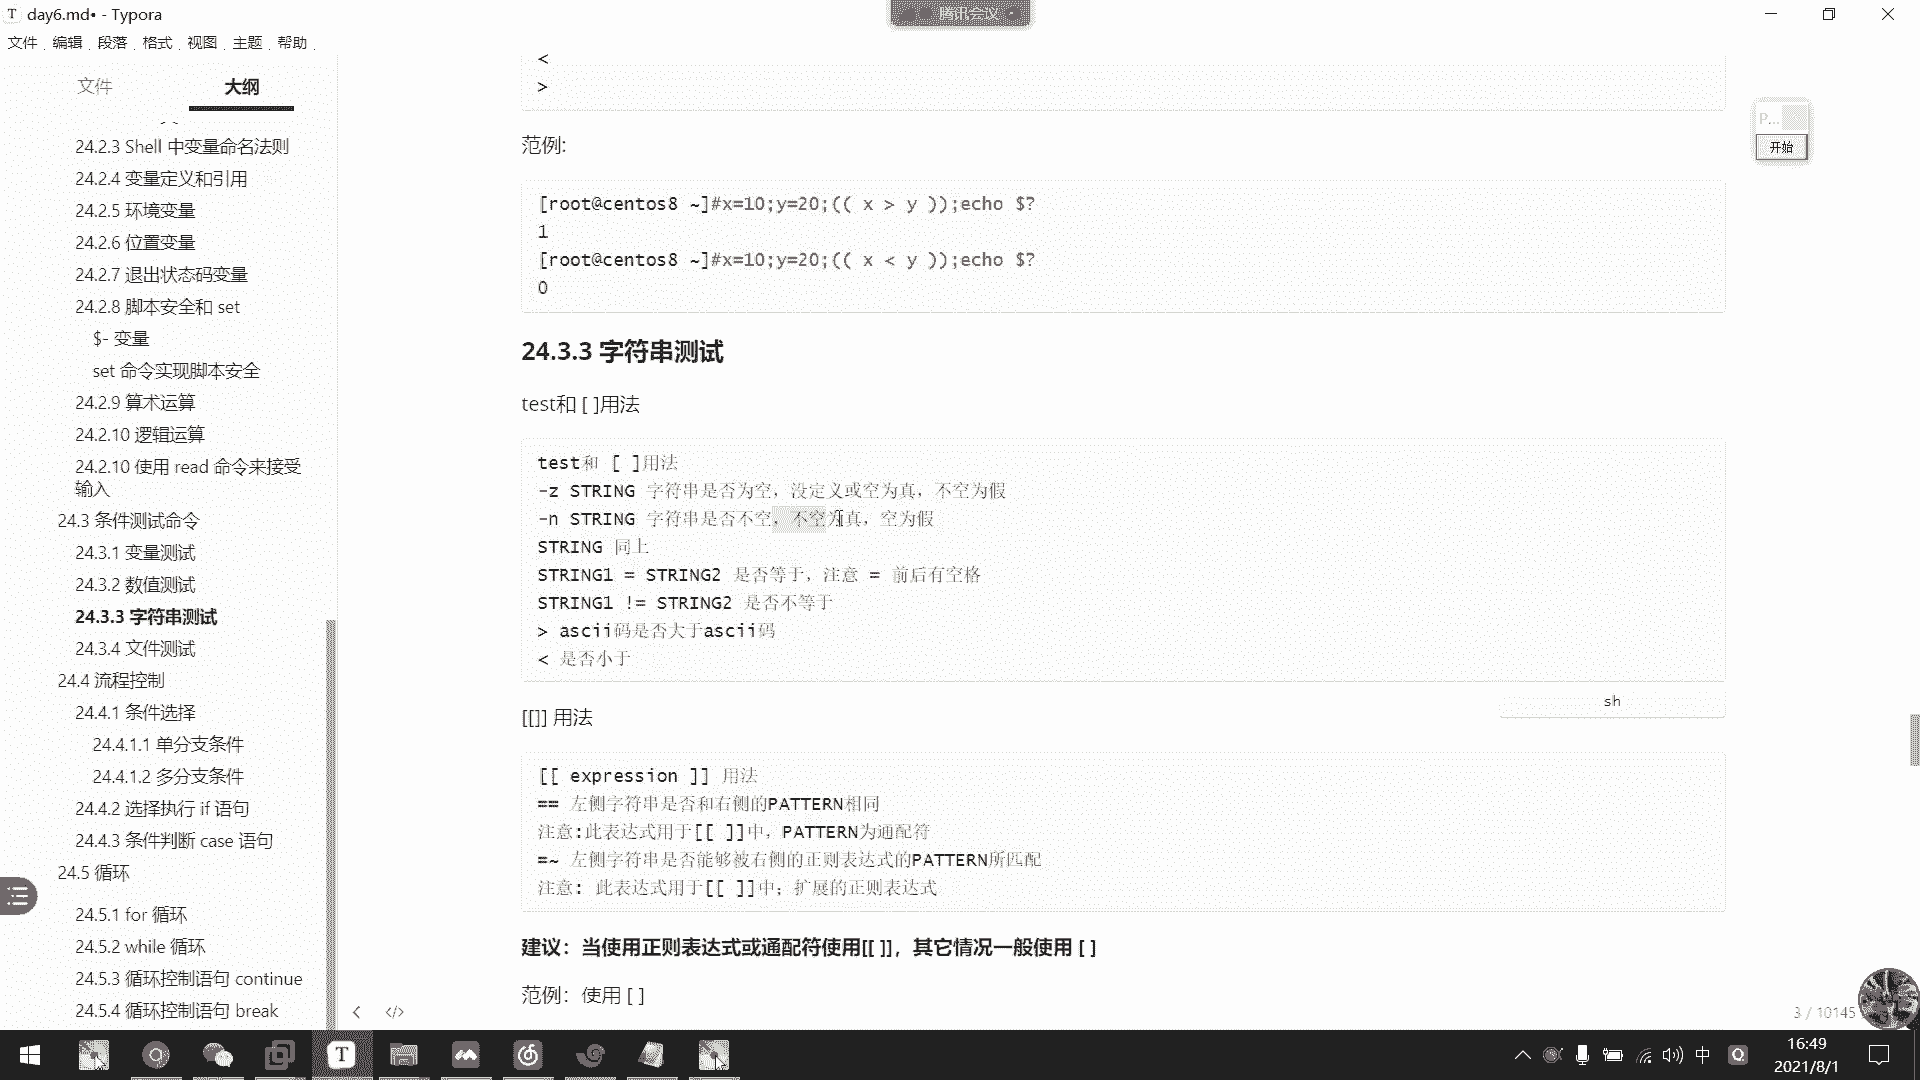 day6.md• - Typora
腾讯会议
文件 编辑 段落 格式 视图 主题 帮助
文件 大纲
24.2.3 Shell 中变量命名法则
24.2.4 变量定义和引用
24.2.5 环境变量
24.2.6 位置变量
24.2.7 退出状态码变量
24.2.8 脚本安全和 set
$- 变量
set 命令实现脚本安全
24.2.9 算术运算
24.2.10 逻辑运算
24.2.10 使用 read 命令来接受
输入
24.3 条件测试命令
24.3.1 变量测试
24.3.2 数值测试
24.3.3 字符串测试
24.3.4 文件测试
24.4 流程控制
24.4.1 条件选择
24.4.1.1 单分支条件
24.4.1.2 多分支条件
24.4.2 选择执行 if 语句
24.4.3 条件判断 case 语句
24.5 循环
24.5.1 for 循环
24.5.2 while 循环
24.5.3 循环控制语句 continue
24.5.4 循环控制语句 break
<
>
范例:
[root@centos8 ~]#x=10;y=20;(( x > y ));echo $?
1
[root@centos8 ~]#x=10;y=20;(( x < y ));echo $?
0
24.3.3 字符串测试
test和 [ ]用法
test和 [ ]用法
-z STRING 字符串是否为空，没定义或空为真，不空为假
-n STRING 字符串是否不空，不空为真，空为假
STRING 同上
STRING1 = STRING2 是否等于，注意 = 前后有空格
STRING1 != STRING2 是否不等于
> ascii码是否大于ascii码
< 是否小于
sh
[[]] 用法
[[ expression ]] 用法
== 左侧字符串是否和右侧的PATTERN相同
注意:此表达式用于[[ ]]中，PATTERN为通配符
=~ 左侧字符串是否能够被右侧的正则表达式的PATTERN所匹配
注意: 此表达式用于[[ ]]中；扩展的正则表达式
建议：当使用正则表达式或通配符使用[[ ]]，其它情况一般使用 [ ]
范例：使用 [ ]
P...
开始
3 / 10145
中
16:49
2021/8/1